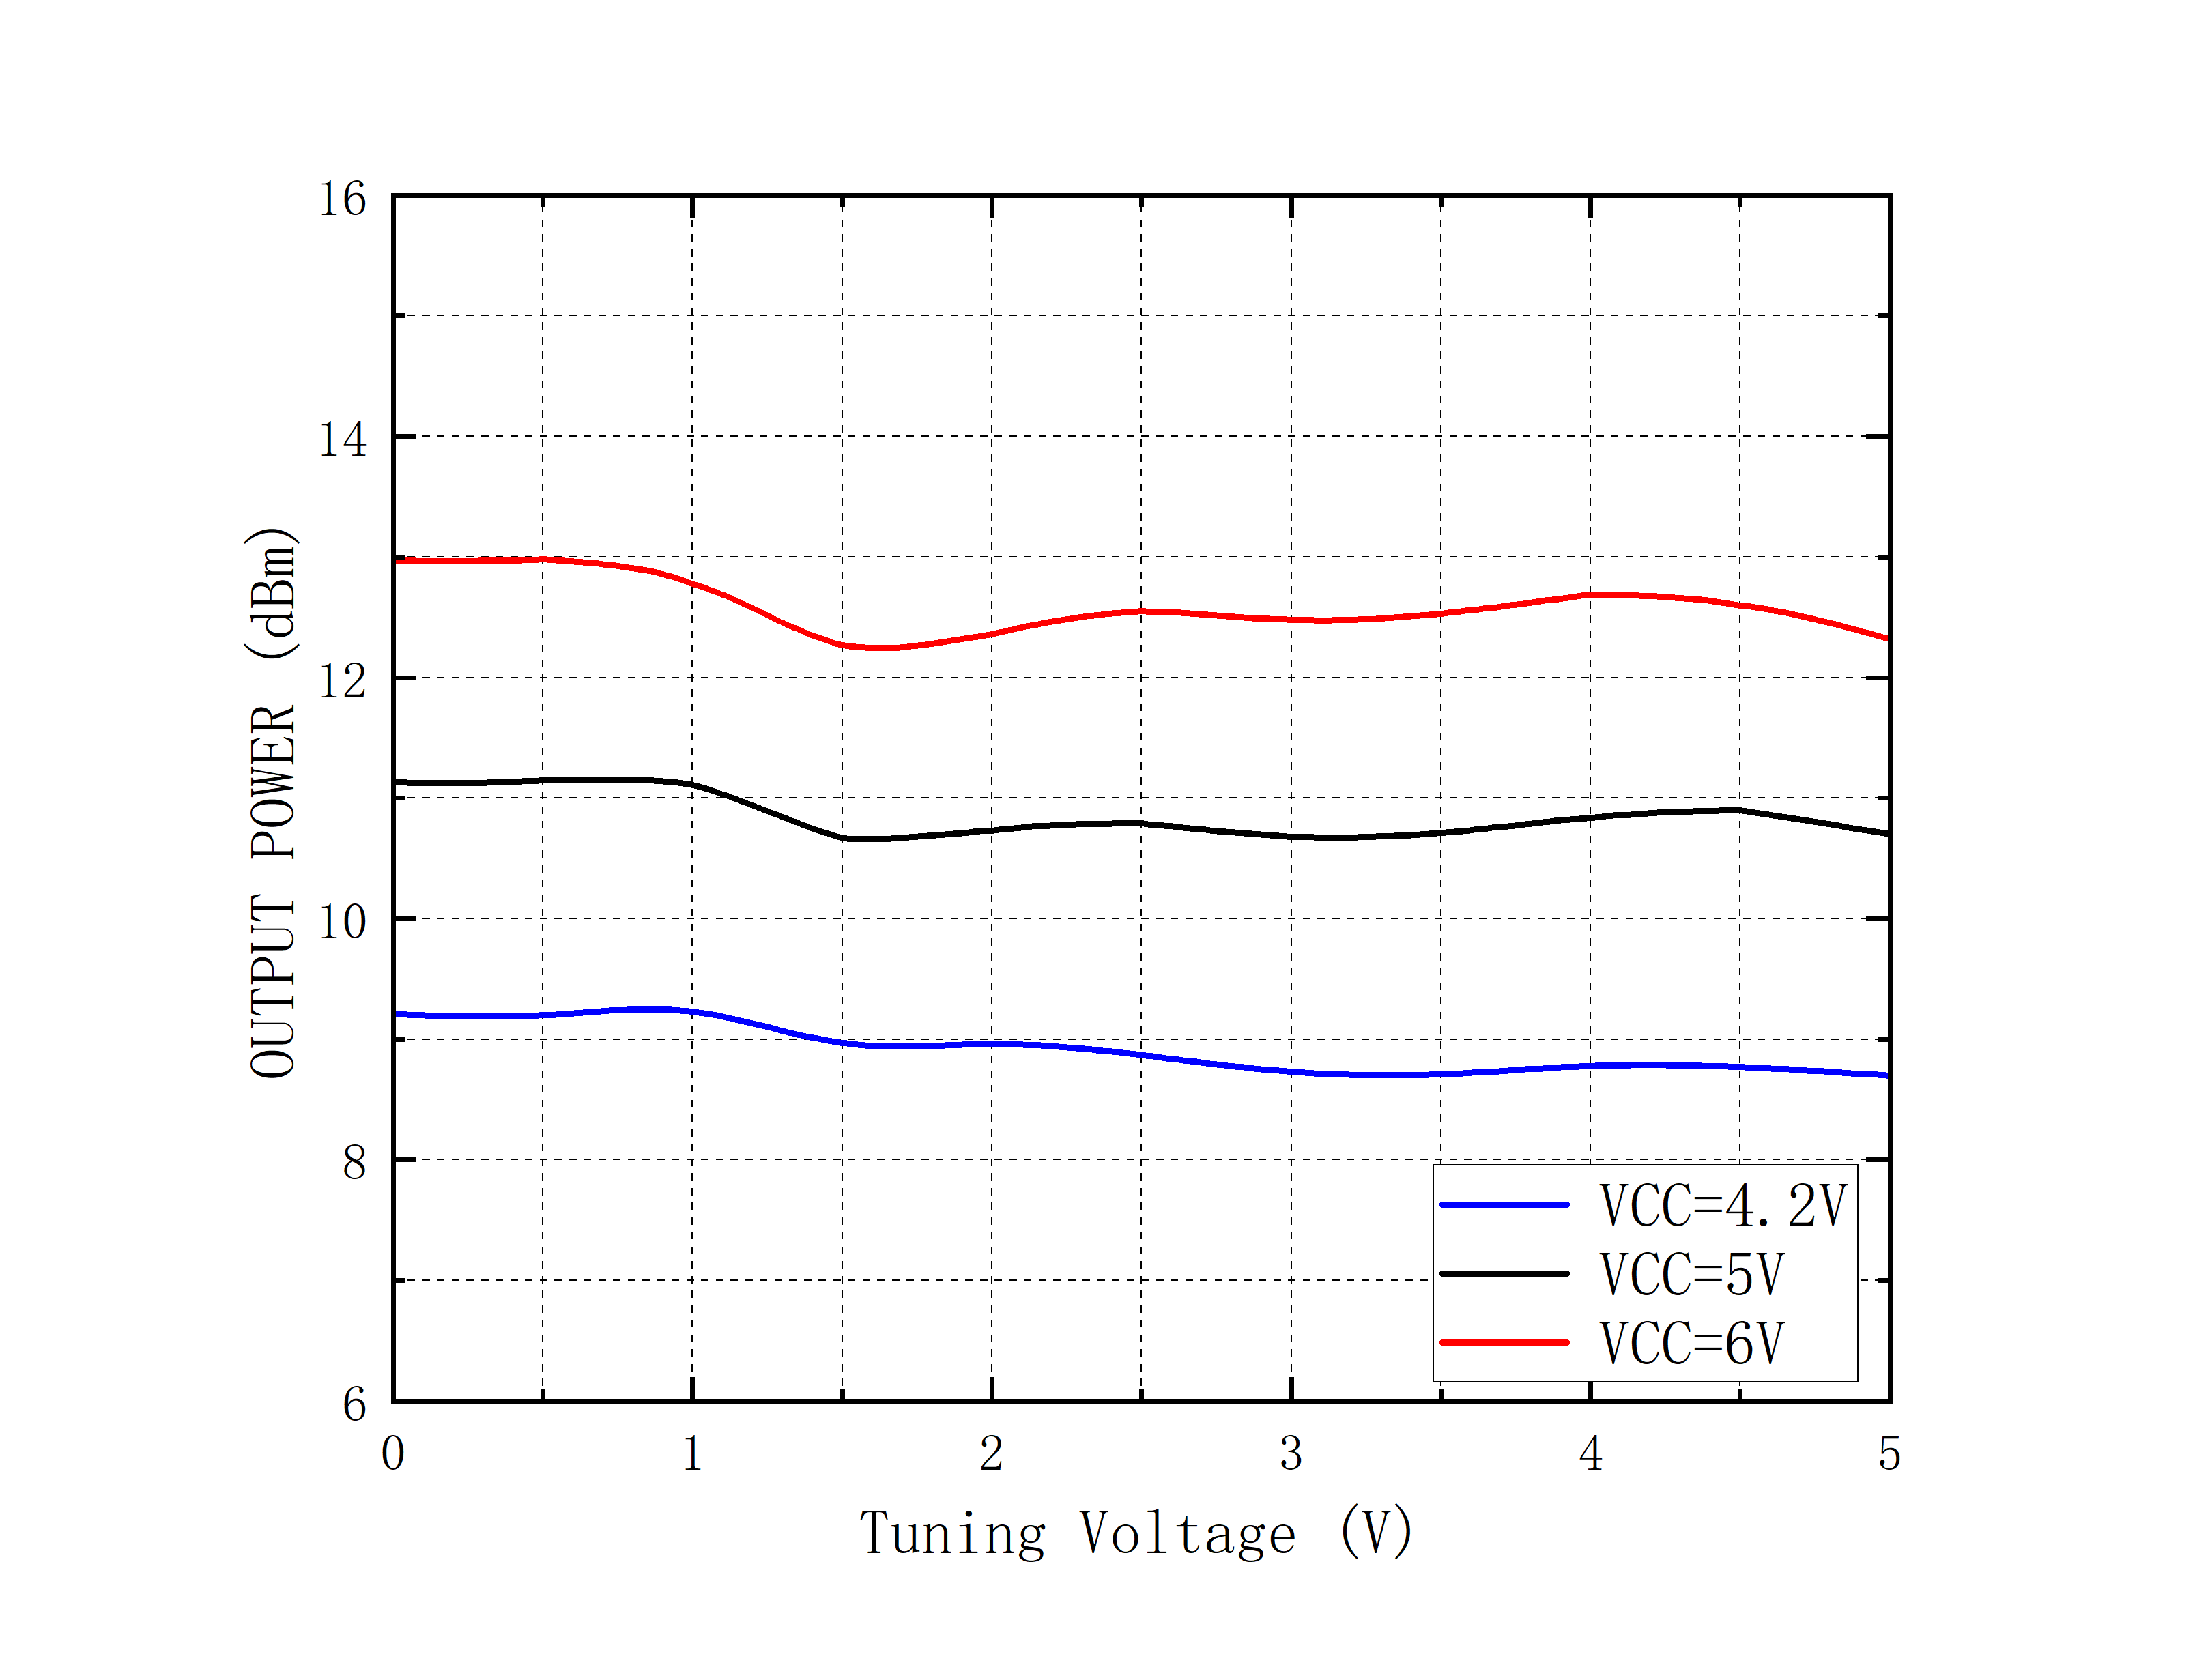 16
14
12
10
8
6
OUTPUT POWER (dBm)
0 1 2 3 4 5
Tuning Voltage (V)
VCC=4.2V
VCC=5V
VCC=6V